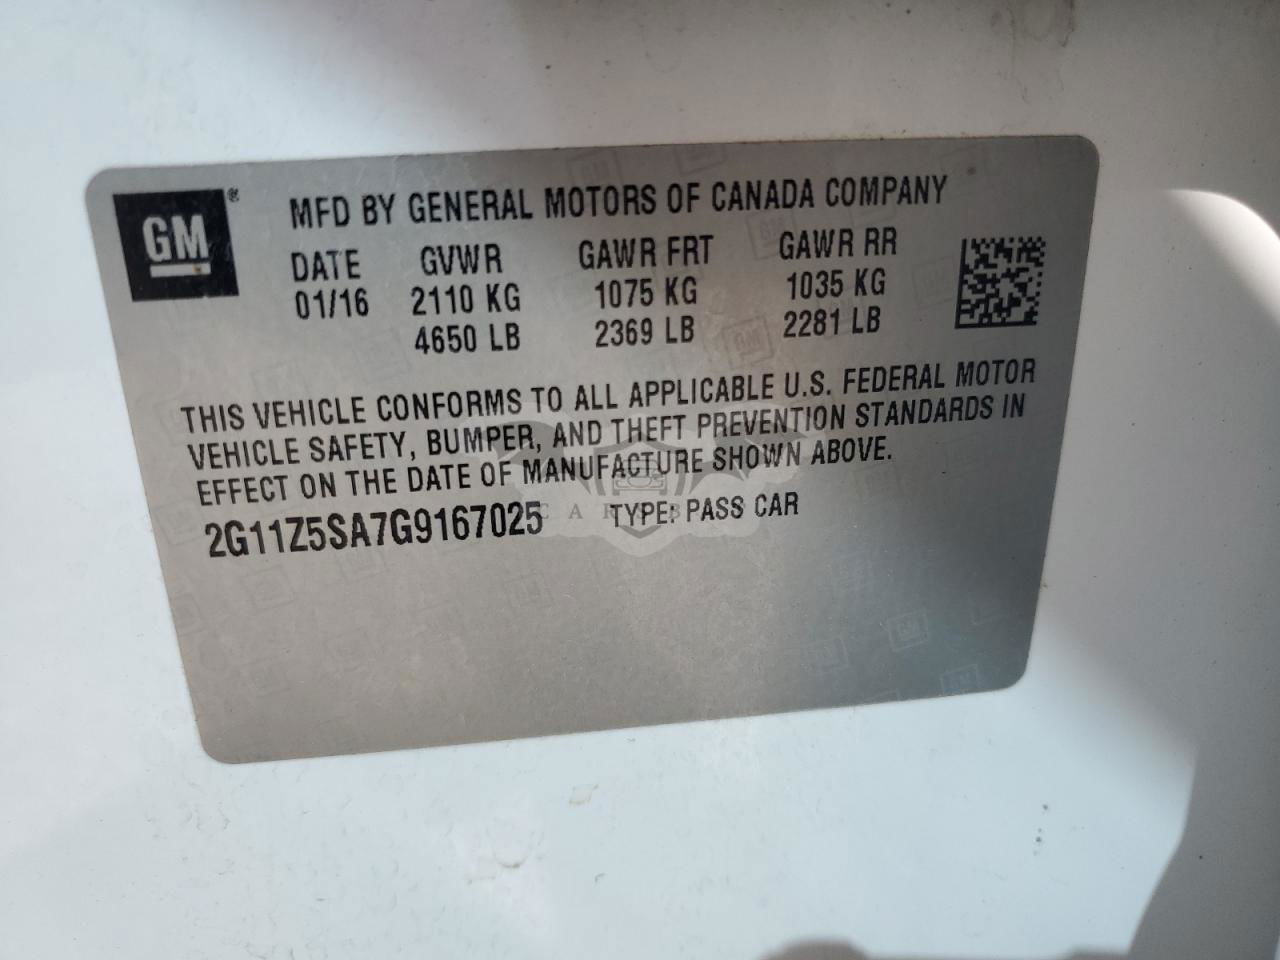 GM ® MFD BY GENERAL MOTORS OF CANADA COMPANY
DATE GVWR GAWR FRT GAWR RR
01/16 2110 KG 1075 KG 1035 KG
4650 LB 2369 LB 2281 LB
THIS VEHICLE CONFORMS TO ALL APPLICABLE U.S. FEDERAL MOTOR
VEHICLE SAFETY, BUMPER, AND THEFT PREVENTION STANDARDS IN
EFFECT ON THE DATE OF MANUFACTURE SHOWN ABOVE.
2G11Z5SA7G9167025 TYPE: PASS CAR